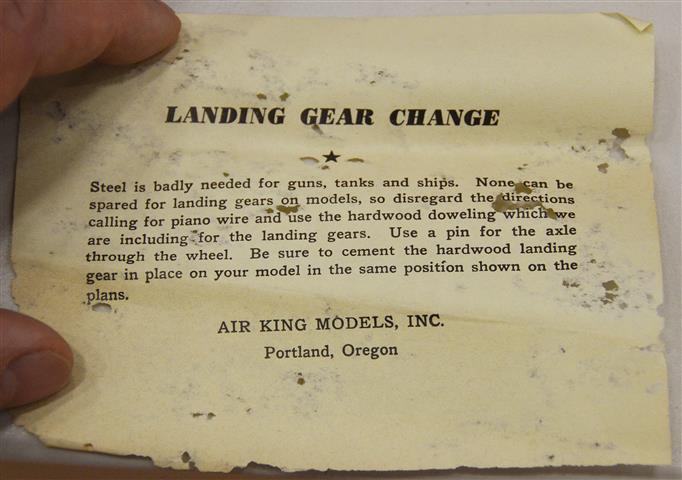 LANDING GEAR CHANGE
★
Steel is badly needed for guns, tanks and ships. None can be
spared for landing gears on models, so disregard the directions
calling for piano wire and use the hardwood doweling which we
are including for the landing gears. Use a pin for the axle
through the wheel. Be sure to cement the hardwood landing
gear in place on your model in the same position shown on the
plans.
AIR KING MODELS, INC.
Portland, Oregon